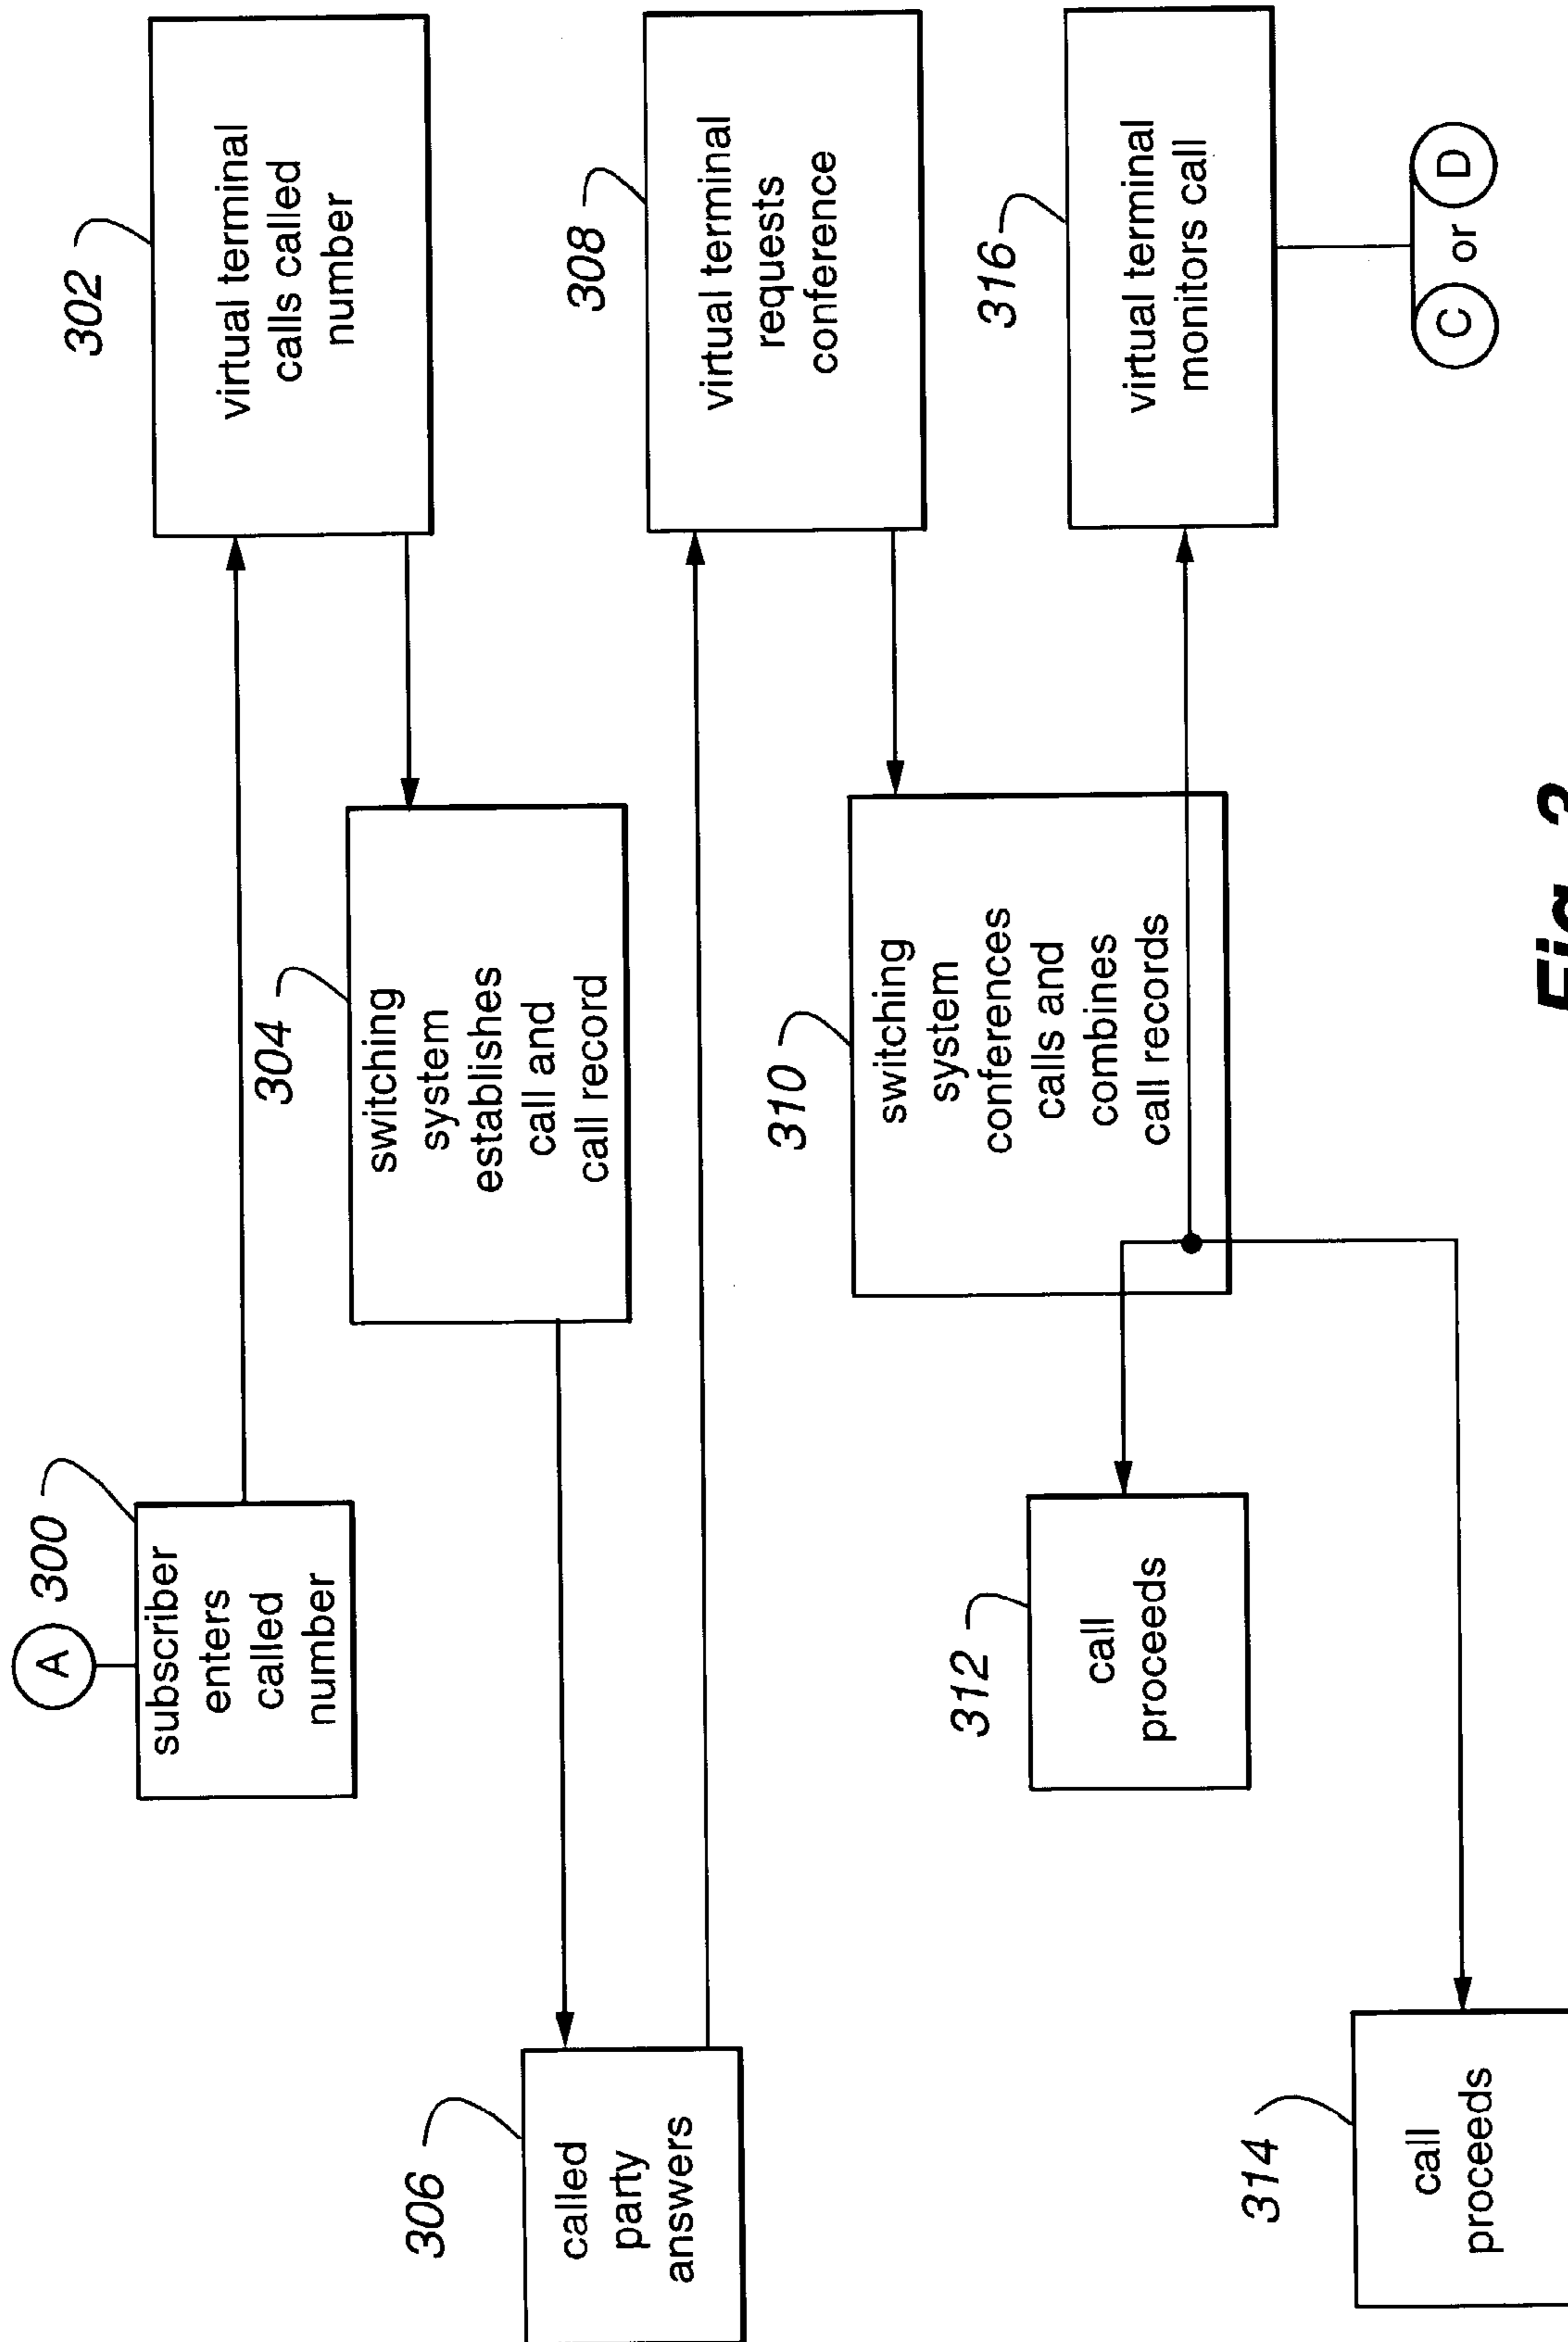 A
300
subscriber
enters
called
number
302
virtual terminal
calls called
number
304
switching
system
establishes
call and
call record
306
called
party
answers
308
virtual terminal
requests
conference
310
switching
system
conferences
calls and
combines
call records
312
call
proceeds
314
call
proceeds
316
virtual terminal
monitors call
C or D
Fig.